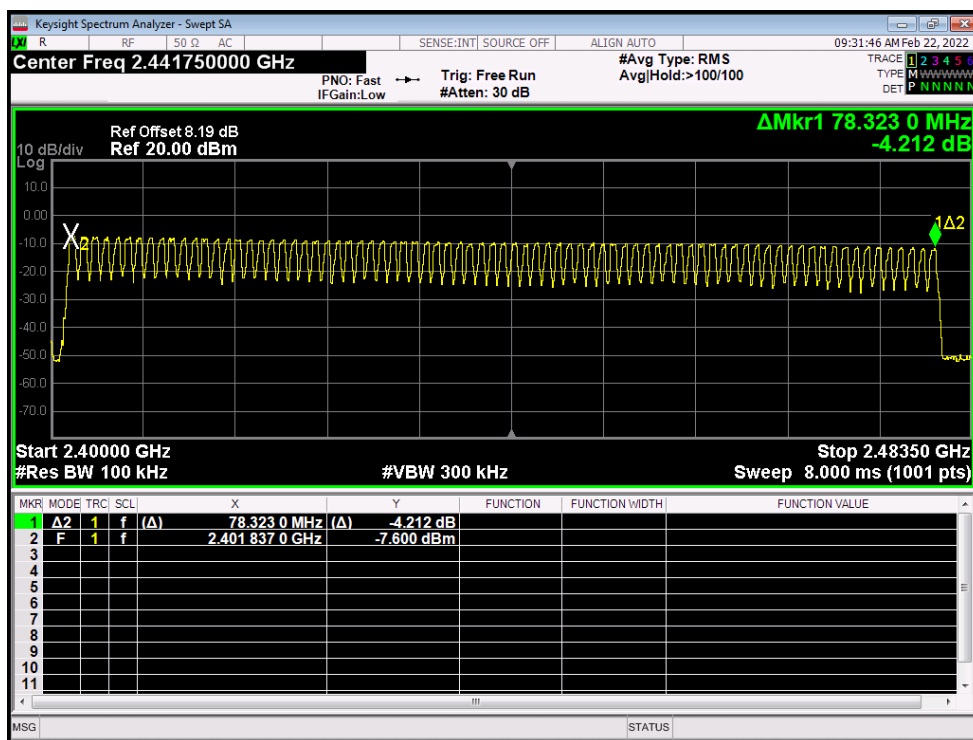 Keysight Spectrum Analyzer - Swept SA
LXI R RF 50 Ω AC SENSE:INT SOURCE OFF ALIGN AUTO 09:31:46 AM Feb 22, 2022
Center Freq 2.441750000 GHz #Avg Type: RMS TRACE 1 2 3 4 5 6
PNO: Fast Trig: Free Run Avg|Hold:>100/100 TYPE M W W W W W
IFGain:Low #Atten: 30 dB DET P N N N N N
ΔMkr1 78.323 0 MHz
Ref Offset 8.19 dB
10 dB/div Ref 20.00 dBm -4.212 dB
Log
10.0
0.00
1Δ2
2
-10.0
-20.0
-30.0
-40.0
-50.0
-60.0
-70.0
Start 2.40000 GHz Stop 2.48350 GHz
#Res BW 100 kHz #VBW 300 kHz Sweep 8.000 ms (1001 pts)
MKR MODE TRC SCL X Y FUNCTION FUNCTION WIDTH FUNCTION VALUE
1 Δ2 1 f (Δ) 78.323 0 MHz (Δ) -4.212 dB
2 F 1 f 2.401 837 0 GHz -7.600 dBm
3
4
5
6
7
8
9
10
11
MSG STATUS